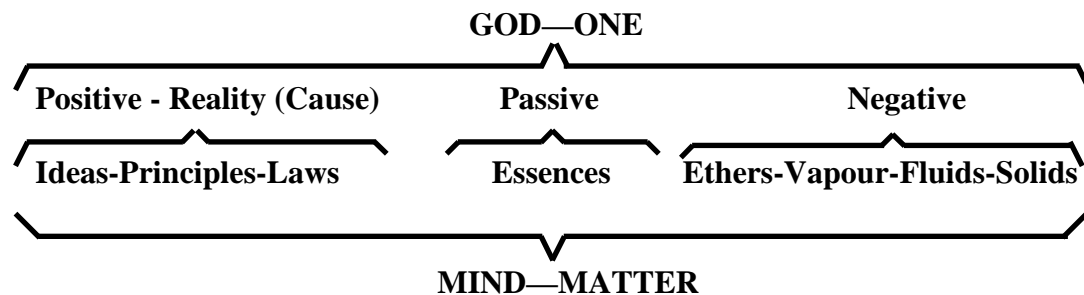 GOD—ONE
Positive - Reality (Cause) Passive Negative
Ideas-Principles-Laws Essences Ethers-Vapour-Fluids-Solids
MIND—MATTER